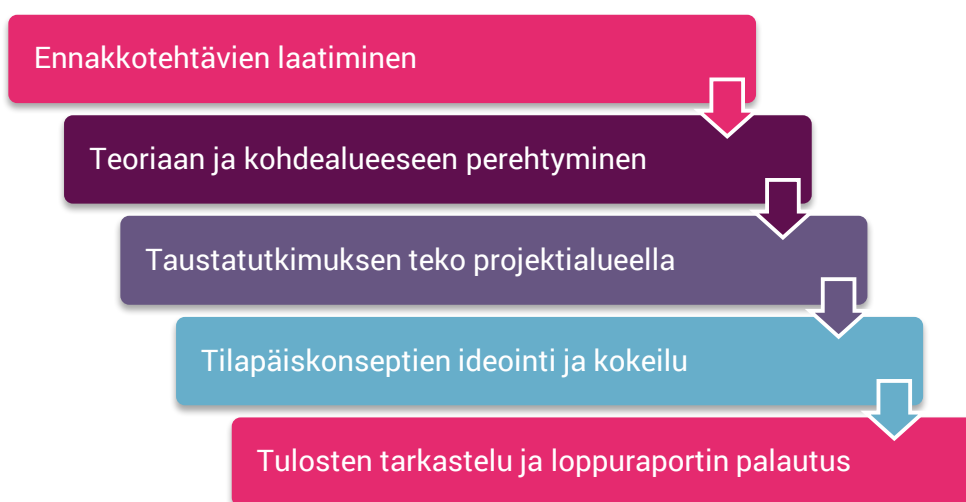 Ennakkotehtävien laatiminen
Teoriaan ja kohdealueeseen perehtyminen
Taustatutkimuksen teko projektialueella
Tilapäiskonseptien ideointi ja kokeilu
Tulosten tarkastelu ja loppuraportin palautus